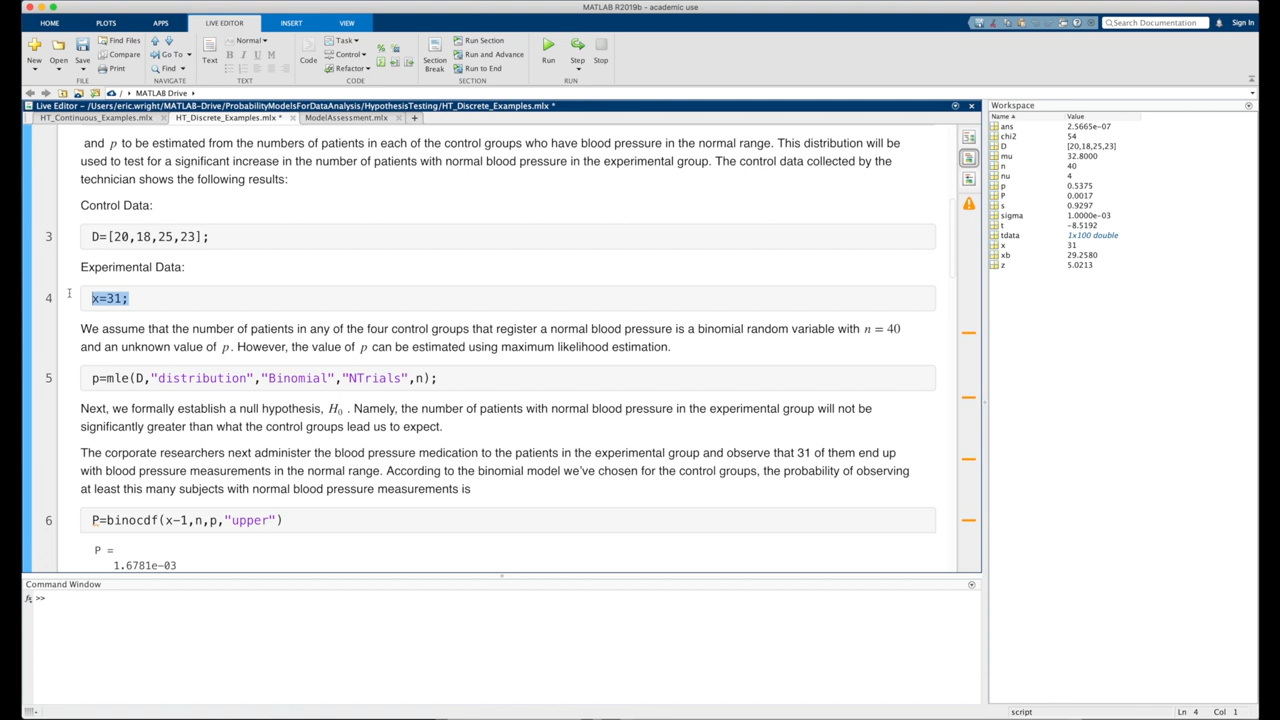 MATLAB R2019b - academic use
HOME PLOTS APPS LIVE EDITOR INSERT VIEW
Search Documentation Sign In
New Open Save Find Files Compare Print
FILE
Go To Find
NAVIGATE
Text Normal B I U M
TEXT
Code Task Control Refactor
CODE
Section Break Run Section Run and Advance Run to End
SECTION
Run Step Stop
RUN
/ MATLAB Drive
Live Editor - /Users/eric.wright/MATLAB-Drive/ProbabilityModelsForDataAnalysis/HypothesisTesting/HT_Discrete_Examples.mlx *
HT_Continuous_Examples.mlx HT_Discrete_Examples.mlx * ModelAssessment.mlx
and p to be estimated from the numbers of patients in each of the control groups who have blood pressure in the normal range. This distribution will be
used to test for a significant increase in the number of patients with normal blood pressure in the experimental group. The control data collected by the
technician shows the following results:
Control Data:
3 D=[20,18,25,23];
Experimental Data:
4 x=31;
We assume that the number of patients in any of the four control groups that register a normal blood pressure is a binomial random variable with n = 40
and an unknown value of p. However, the value of p can be estimated using maximum likelihood estimation.
5 p=mle(D,"distribution","Binomial","NTrials",n);
Next, we formally establish a null hypothesis, H0 . Namely, the number of patients with normal blood pressure in the experimental group will not be
significantly greater than what the control groups lead us to expect.
The corporate researchers next administer the blood pressure medication to the patients in the experimental group and observe that 31 of them end up
with blood pressure measurements in the normal range. According to the binomial model we've chosen for the control groups, the probability of observing
at least this many subjects with normal blood pressure measurements is
6 P=binocdf(x-1,n,p,"upper")
P =
1.6781e-03
Command Window
fx >>
Workspace
Name Value
ans 2.5665e-07
chi2 54
D [20,18,25,23]
mu 32.8000
n 40
nu 4
p 0.5375
P 0.0017
s 0.9297
sigma 1.0000e-03
t -8.5192
tdata 1x100 double
x 31
xb 29.2580
z 5.0213
script Ln 4 Col 1